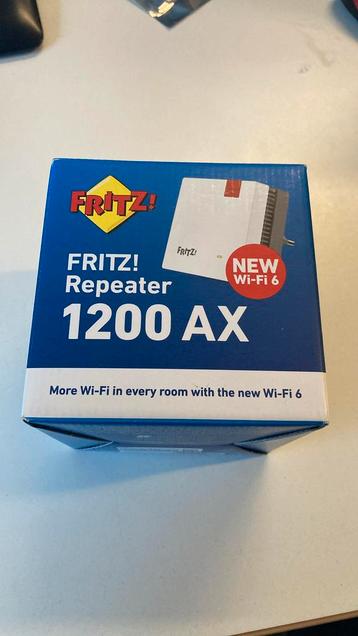 FRITZ!
FRITZ!
FRITZ!
Repeater
NEW
Wi-Fi 6
1200 AX
More Wi-Fi in every room with the new Wi-Fi 6